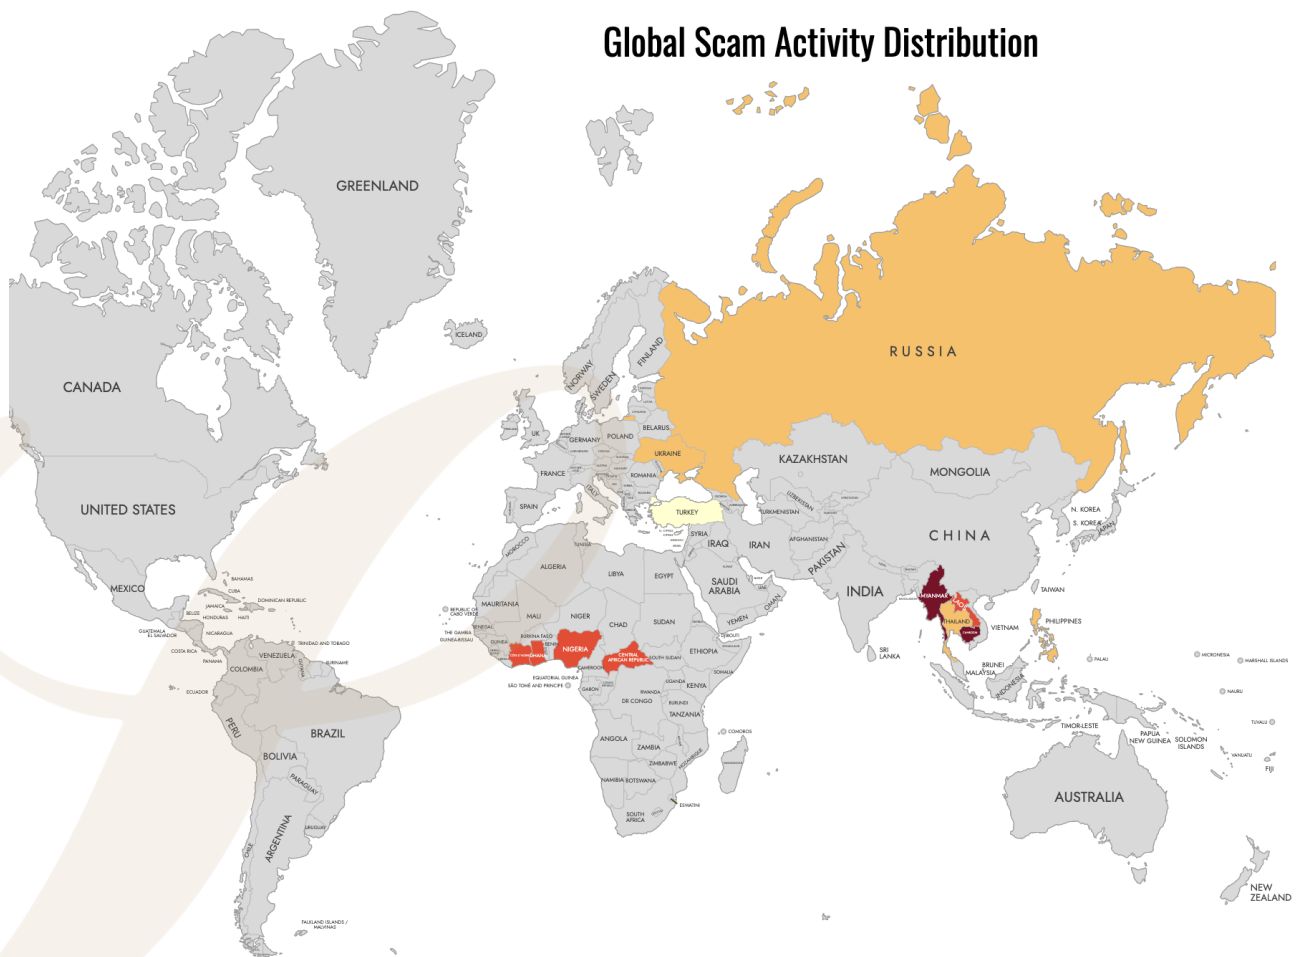 Global Scam Activity Distribution
GREENLAND
ICELAND
RUSSIA
CANADA
NORWAY
SWEDEN
FINLAND
UK
BELARUS
GERMANY
POLAND
UKRAINE
KAZAKHSTAN
MONGOLIA
FRANCE
ROMANIA
ITALY
SPAIN
UNITED STATES
TURKEY
UZBEKISTAN
TURKMENISTAN
N. KOREA
S. KOREA
JAPAN
CHINA
SYRIA
IRAQ
IRAN
AFGHANISTAN
PAKISTAN
MOROCCO
TUNISIA
ALGERIA
LIBYA
EGYPT
SAUDI
ARABIA
UAE
OMAN
YEMEN
INDIA
MYANMAR
LAOS
THAILAND
CAMBODIA
VIETNAM
TAIWAN
PHILIPPINES
MEXICO
BAHAMAS
CUBA
DOMINICAN REPUBLIC
JAMAICA
HAITI
BELIZE
HONDURAS
GUATEMALA
EL SALVADOR
NICARAGUA
COSTA RICA
PANAMA
TRINIDAD AND TOBAGO
VENEZUELA
GUYANA
SURINAME
COLOMBIA
ECUADOR
PERU
BRAZIL
BOLIVIA
PARAGUAY
CHILE
ARGENTINA
URUGUAY
FALKLAND ISLANDS /
MALVINAS
REPUBLIC OF
CABO VERDE
MAURITANIA
MALI
NIGER
CHAD
SUDAN
SENEGAL
THE GAMBIA
GUINEA-BISSAU
GUINEA
BURKINA FASO
GHANA
BENIN
NIGERIA
CAMEROON
CENTRAL
AFRICAN REPUBLIC
SOUTH SUDAN
ETHIOPIA
DJIBOUTI
SOMALIA
EQUATORIAL GUINEA
SÃO TOMÉ AND PRINCIPE
GABON
DR CONGO
UGANDA
KENYA
RWANDA
BURUNDI
TANZANIA
COMOROS
ANGOLA
ZAMBIA
MOZAMBIQUE
ZIMBABWE
NAMIBIA
BOTSWANA
ESWATINI
SOUTH
AFRICA
SRI
LANKA
BRUNEI
MALAYSIA
INDONESIA
TIMOR-LESTE
PALAU
MICRONESIA
MARSHALL ISLANDS
NAURU
TUVALU
PAPUA
NEW GUINEA
SOLOMON
ISLANDS
VANUATU
Fiji
AUSTRALIA
NEW
ZEALAND